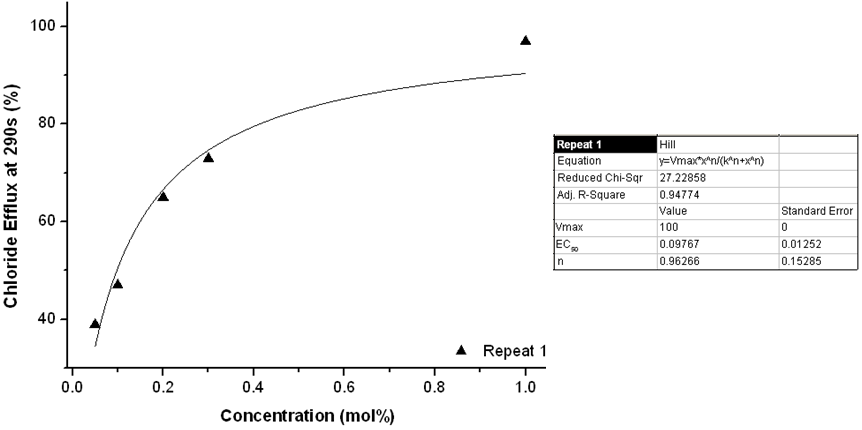 100
80
60
40
Chloride Efflux at 290s (%)
Repeat 1
0.0 0.2 0.4 0.6 0.8 1.0
Concentration (mol%)
Repeat 1 Hill
Equation y=Vmax*x^n/(k^n+x^n)
Reduced Chi-Sqr 27.22858
Adj. R-Square 0.94774
Value Standard Error
Vmax 100 0
EC50 0.09767 0.01252
n 0.96266 0.15285